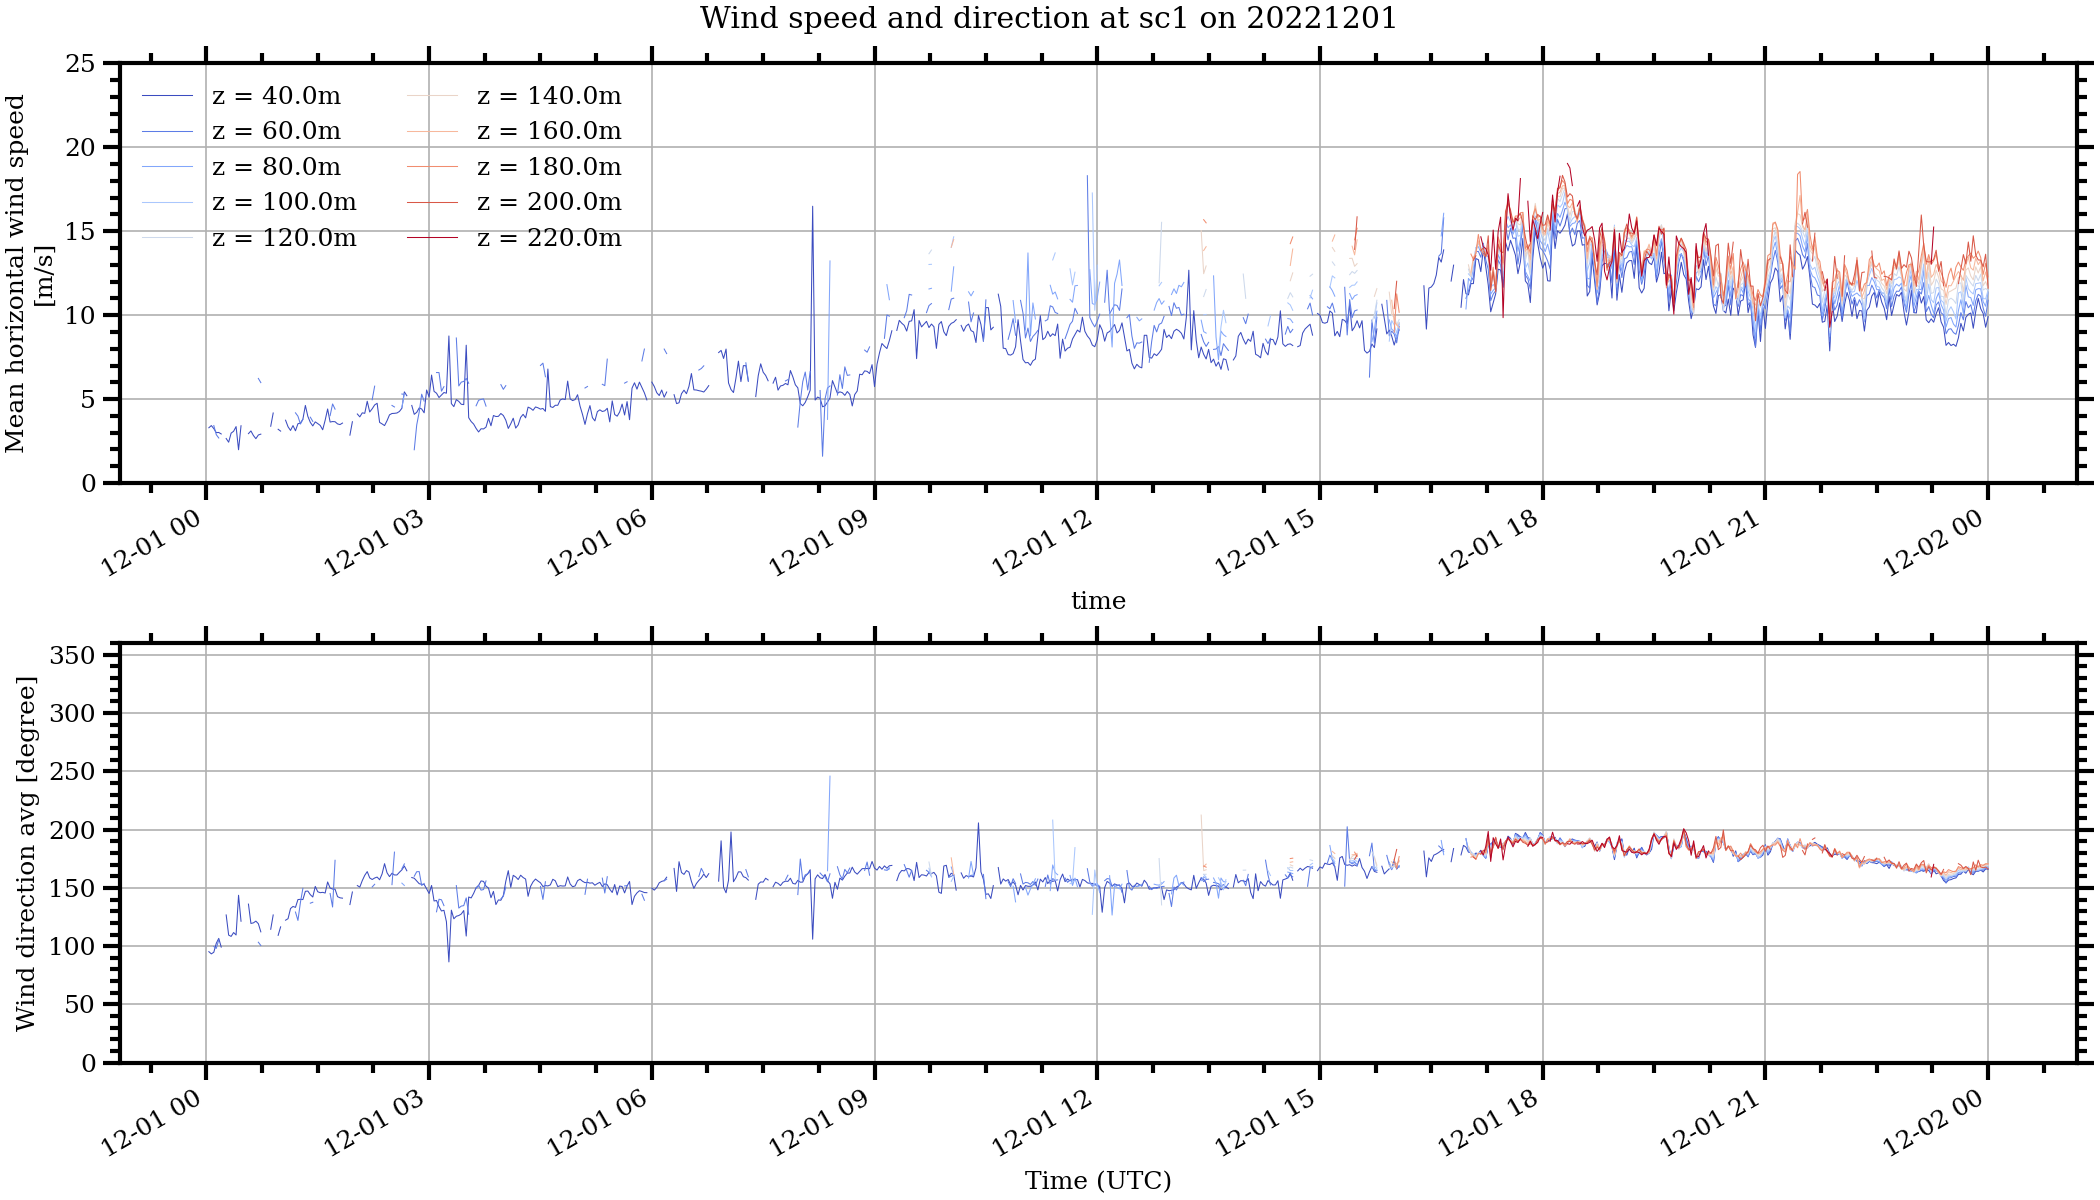 Wind speed and direction at sc1 on 20221201
Mean horizontal wind speed
[m/s]
25
20
15
10
5
0
z = 40.0m
z = 60.0m
z = 80.0m
z = 100.0m
z = 120.0m
z = 140.0m
z = 160.0m
z = 180.0m
z = 200.0m
z = 220.0m
12-01 00
12-01 03
12-01 06
12-01 09
12-01 12
12-01 15
12-01 18
12-01 21
12-02 00
time
Wind direction avg [degree]
350
300
250
200
150
100
50
0
12-01 00
12-01 03
12-01 06
12-01 09
12-01 12
12-01 15
12-01 18
12-01 21
12-02 00
Time (UTC)